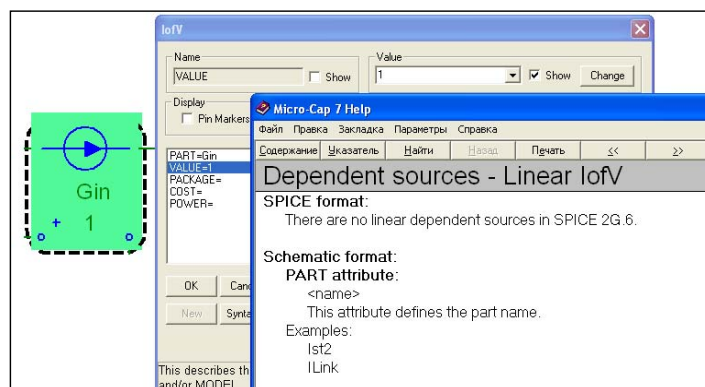 IofV
Name
VALUE
Show
Value
1
Show
Change
Display
Pin Markers
PART=Gin
VALUE=1
PACKAGE=
COST=
POWER=
OK
New
This describes th
and/or MODEL
Gin
+ 1
Micro-Cap 7 Help
Файл Правка Закладка Параметры Справка
Содержание Указатель Найти Назад Печать << >>
Dependent sources - Linear IofV
SPICE format:
There are no linear dependent sources in SPICE 2G.6.
Schematic format:
PART attribute:
<name>
This attribute defines the part name.
Examples:
Ist2
ILink